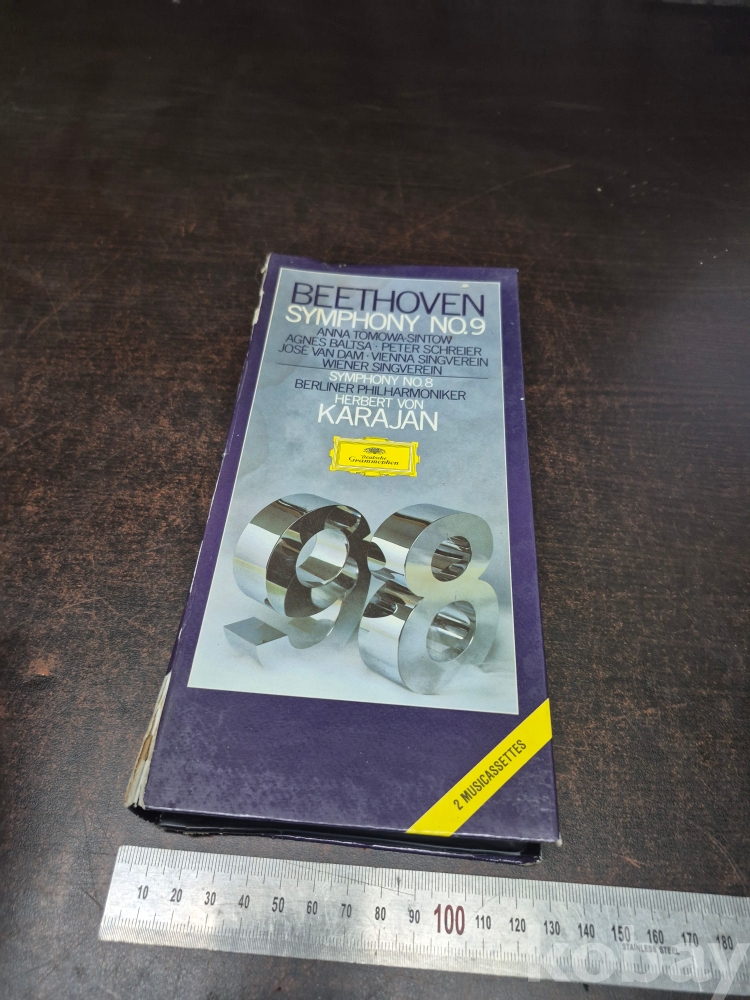 BEETHOVEN
SYMPHONY NO.9
ANNA TOMOWA-SINTOW
AGNES BALTSA · PETER SCHREIER
JOSÉ VAN DAM · VIENNA SINGVEREIN
WIENER SINGVEREIN
SYMPHONY NO.8
BERLINER PHILHARMONIKER
HERBERT VON
KARAJAN
Deutsche
Grammophon
98
2 MUSICASSETTES
10 20 30 40 50 60 70 80 90 100 110 120 130 140 150 160 170 180
STAINLESS STEEL
kobay